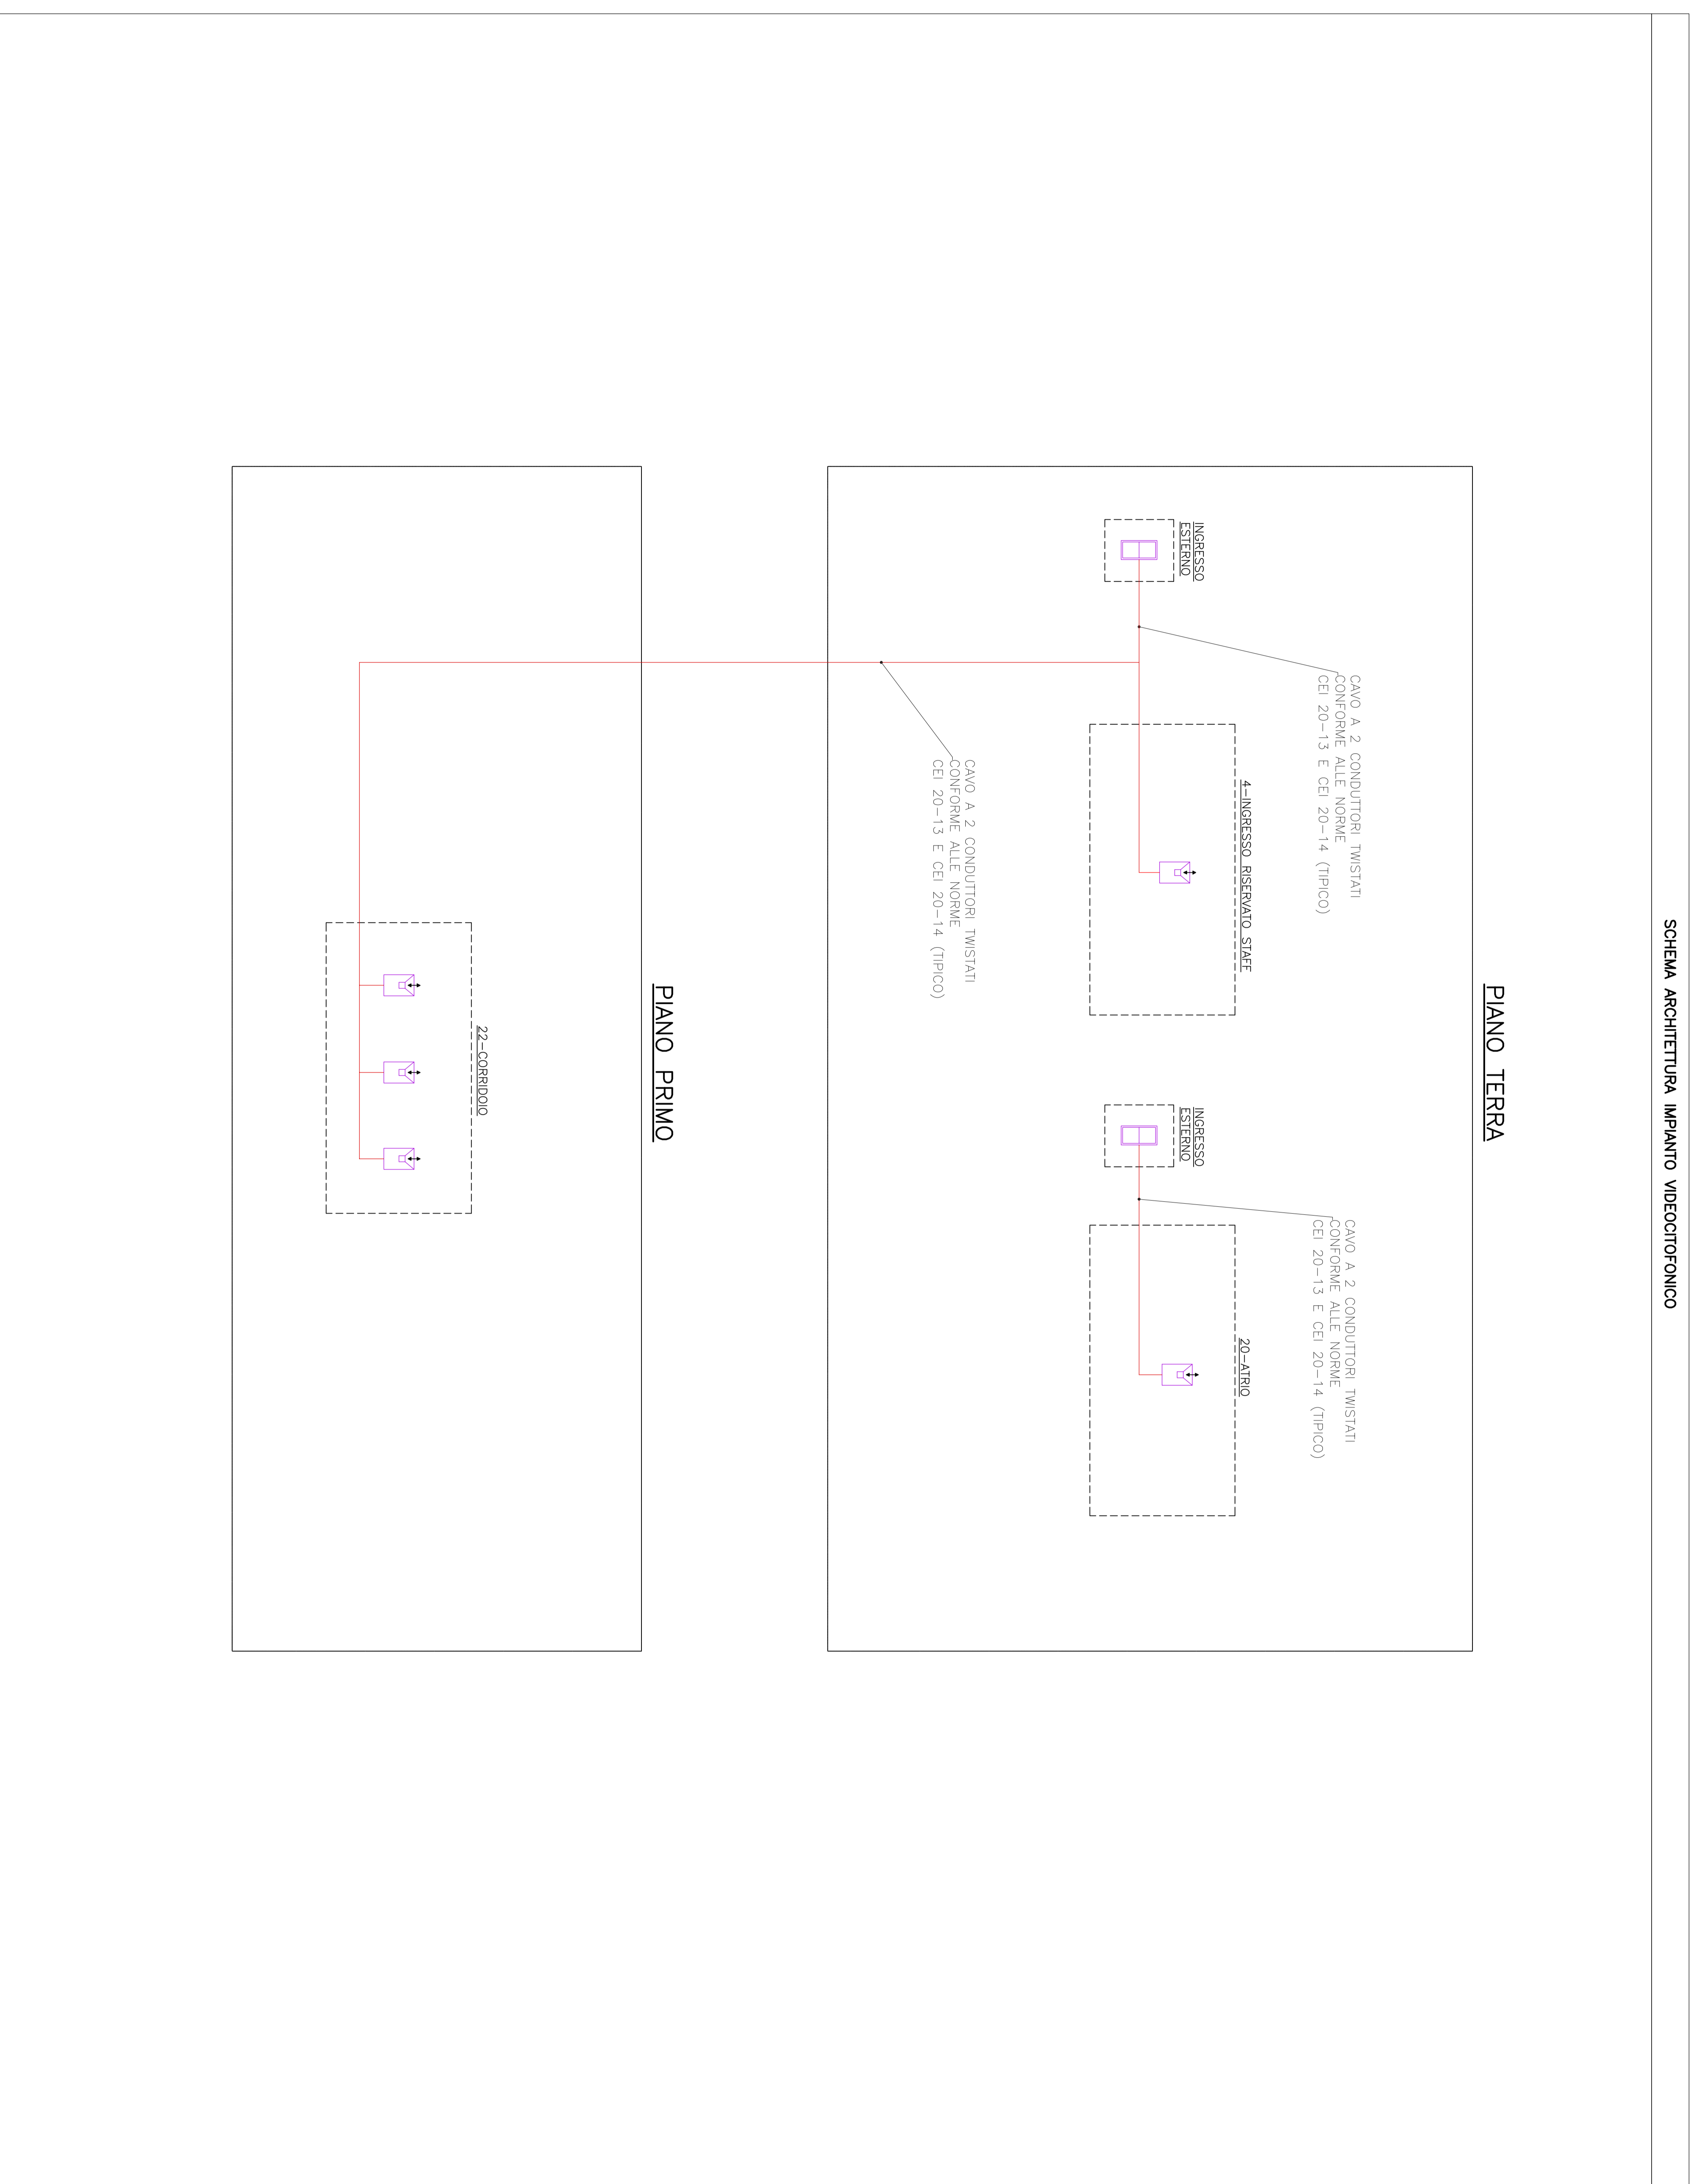 SCHEMA ARCHITETTURA IMPIANTO VIDEOCITOFONICO
PIANO TERRA
CAVO A 2 CONDUTTORI TWISTATI
CONFORME ALLE NORME
CEI 20-13 E CEI 20-14 (TIPICO)
CAVO A 2 CONDUTTORI TWISTATI
CONFORME ALLE NORME
CEI 20-13 E CEI 20-14 (TIPICO)
INGRESSO
ESTERNO
4-INGRESSO RISERVATO STAFF
INGRESSO
ESTERNO
20-ATRIO
CAVO A 2 CONDUTTORI TWISTATI
CONFORME ALLE NORME
CEI 20-13 E CEI 20-14 (TIPICO)
PIANO PRIMO
22-CORRIDOIO